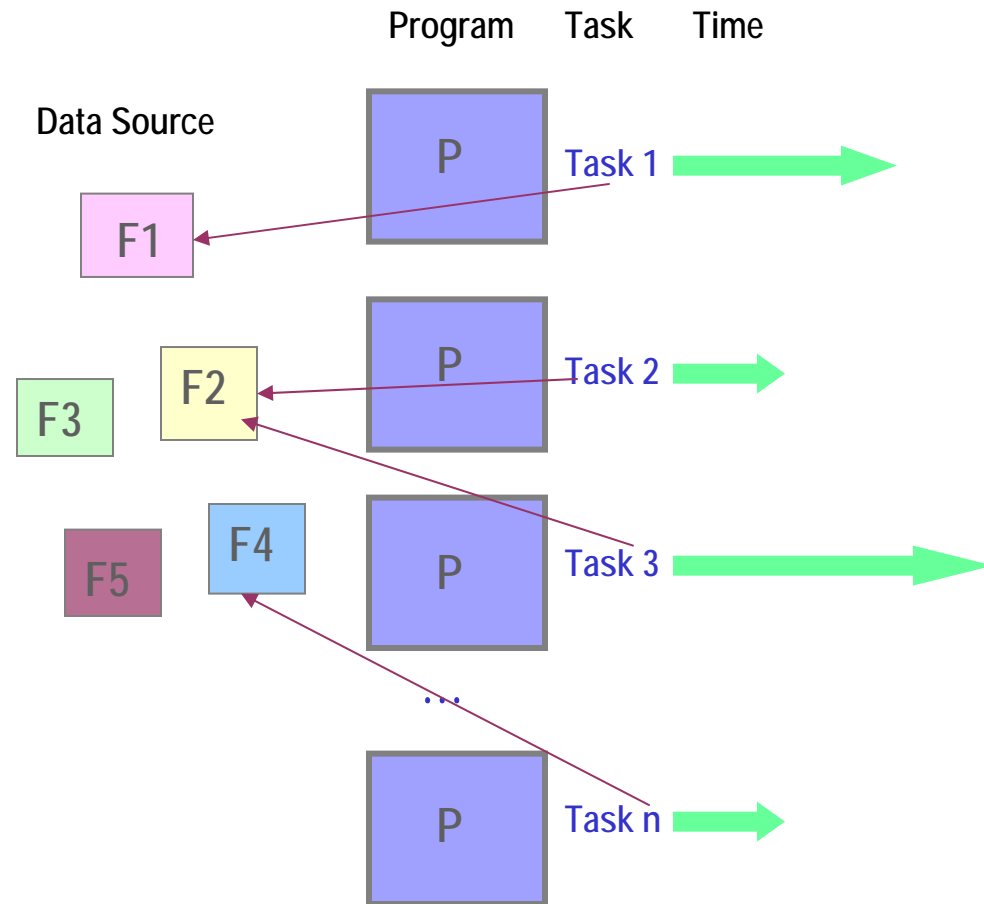 Program Task Time
Data Source
P Task 1
F1
P Task 2
F2
F3
P Task 3
F4
F5
...
P Task n